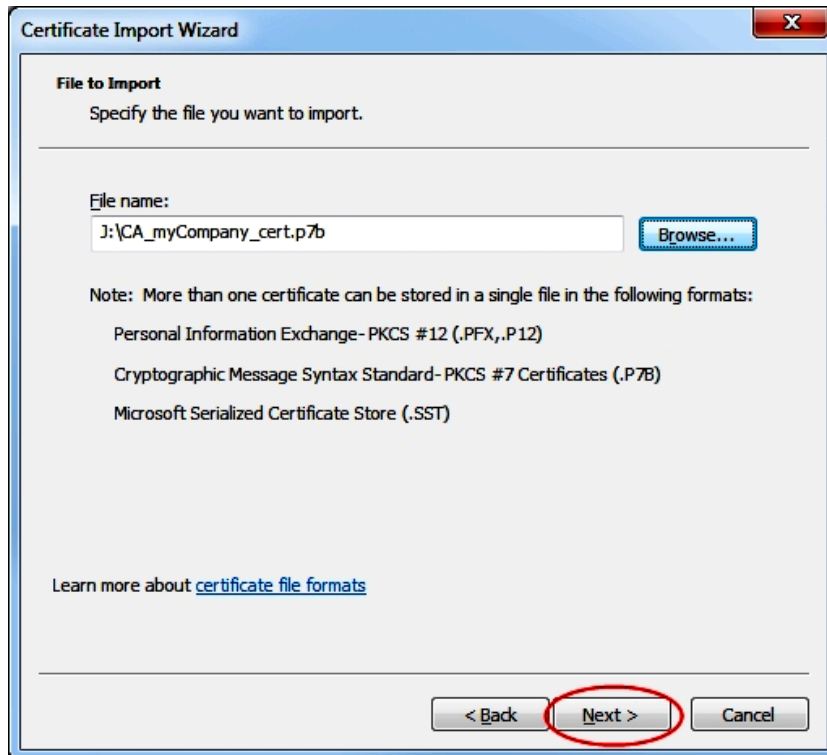 Certificate Import Wizard
File to Import
Specify the file you want to import.
File name:
J:\CA_myCompany_cert.p7b
Browse...
Note: More than one certificate can be stored in a single file in the following formats:
Personal Information Exchange- PKCS #12 (.PFX,.P12)
Cryptographic Message Syntax Standard- PKCS #7 Certificates (.P7B)
Microsoft Serialized Certificate Store (.SST)
Learn more about certificate file formats
< Back Next > Cancel